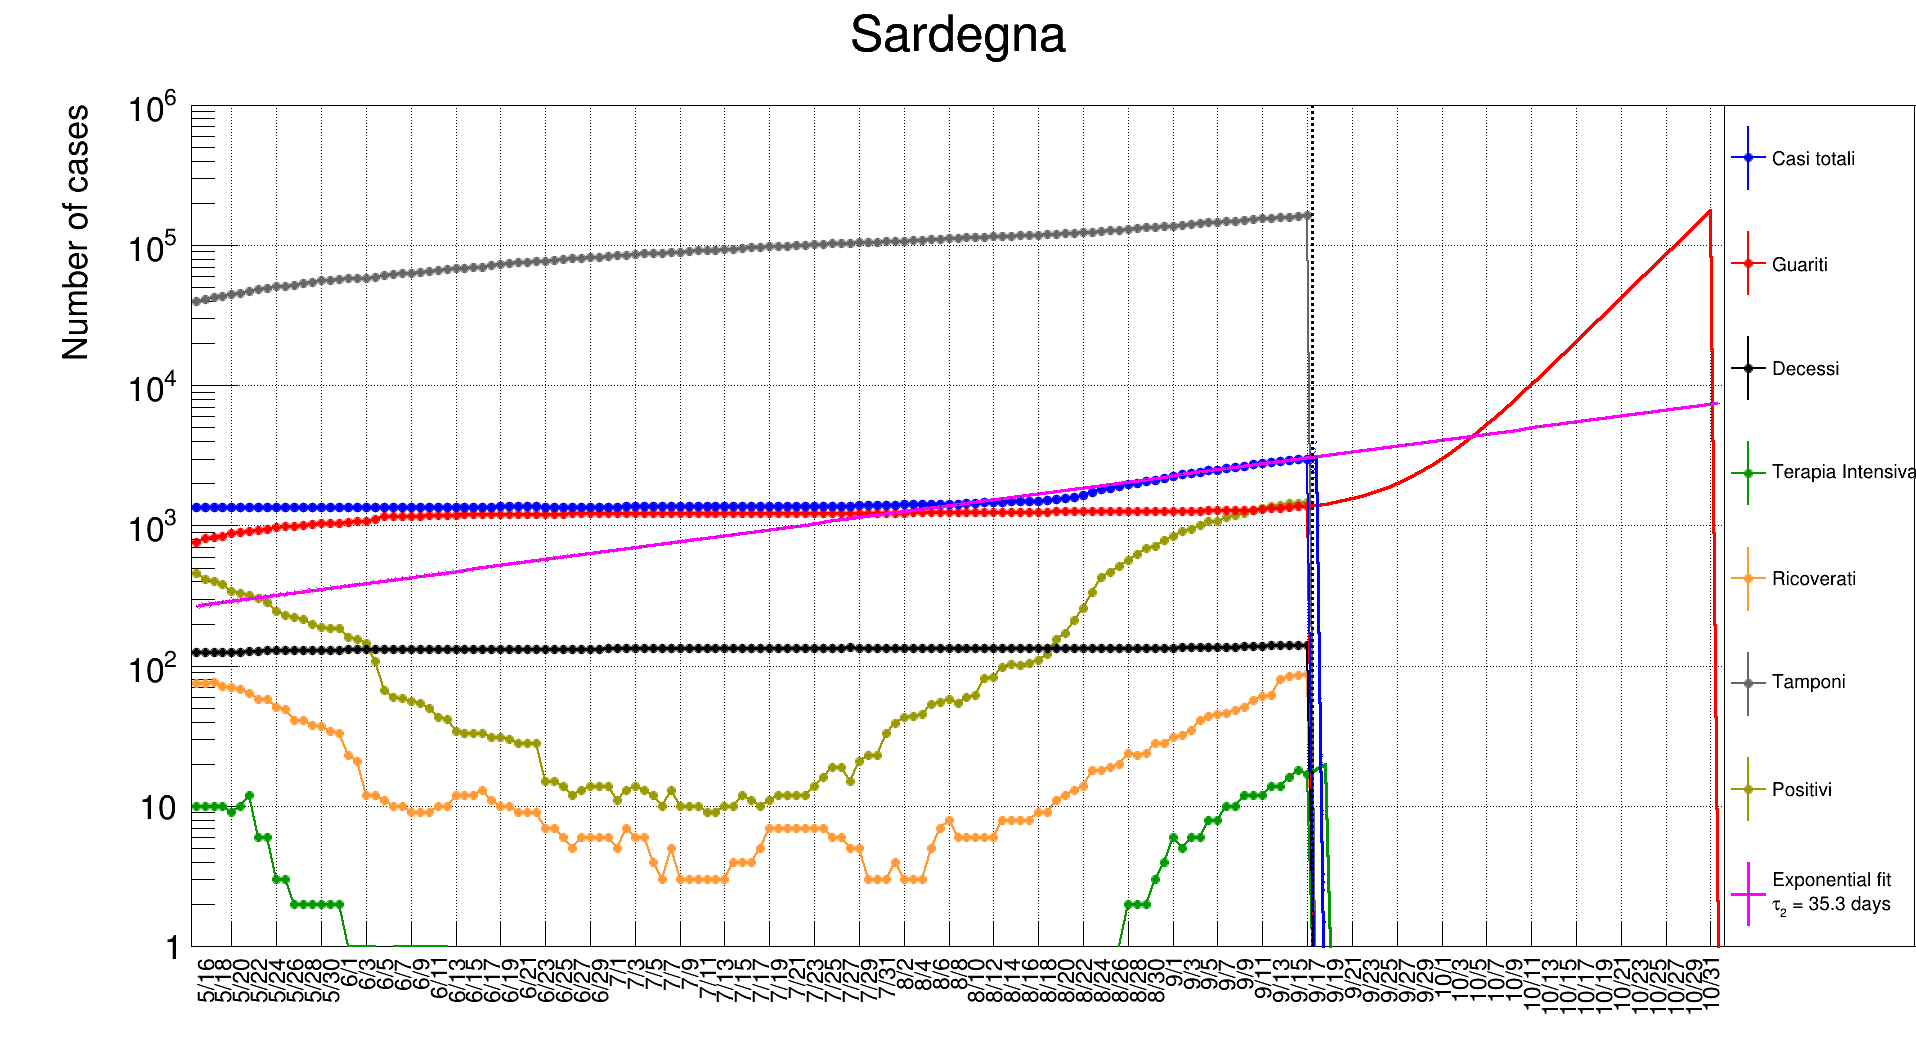 Sardegna
Number of cases
10^6
10^5
10^4
10^3
10^2
10
1
5/16 5/18 5/20 5/22 5/24 5/26 5/28 5/30 6/1 6/3 6/5 6/7 6/9 6/11 6/13 6/15 6/17 6/19 6/21 6/23 6/25 6/27 6/29 7/1 7/3 7/5 7/7 7/9 7/11 7/13 7/15 7/17 7/19 7/21 7/23 7/25 7/27 7/29 7/31 8/2 8/4 8/6 8/8 8/10 8/12 8/14 8/16 8/18 8/20 8/22 8/24 8/26 8/28 8/30 9/1 9/3 9/5 9/7 9/9 9/11 9/13 9/15 9/17 9/19 9/21 9/23 9/25 9/27 9/29 10/1 10/3 10/5 10/7 10/9 10/11 10/13 10/15 10/17 10/19 10/21 10/23 10/25 10/27 10/29 10/31
Casi totali
Guariti
Decessi
Terapia Intensiva
Ricoverati
Tamponi
Positivi
Exponential fit
τ₂ = 35.3 days